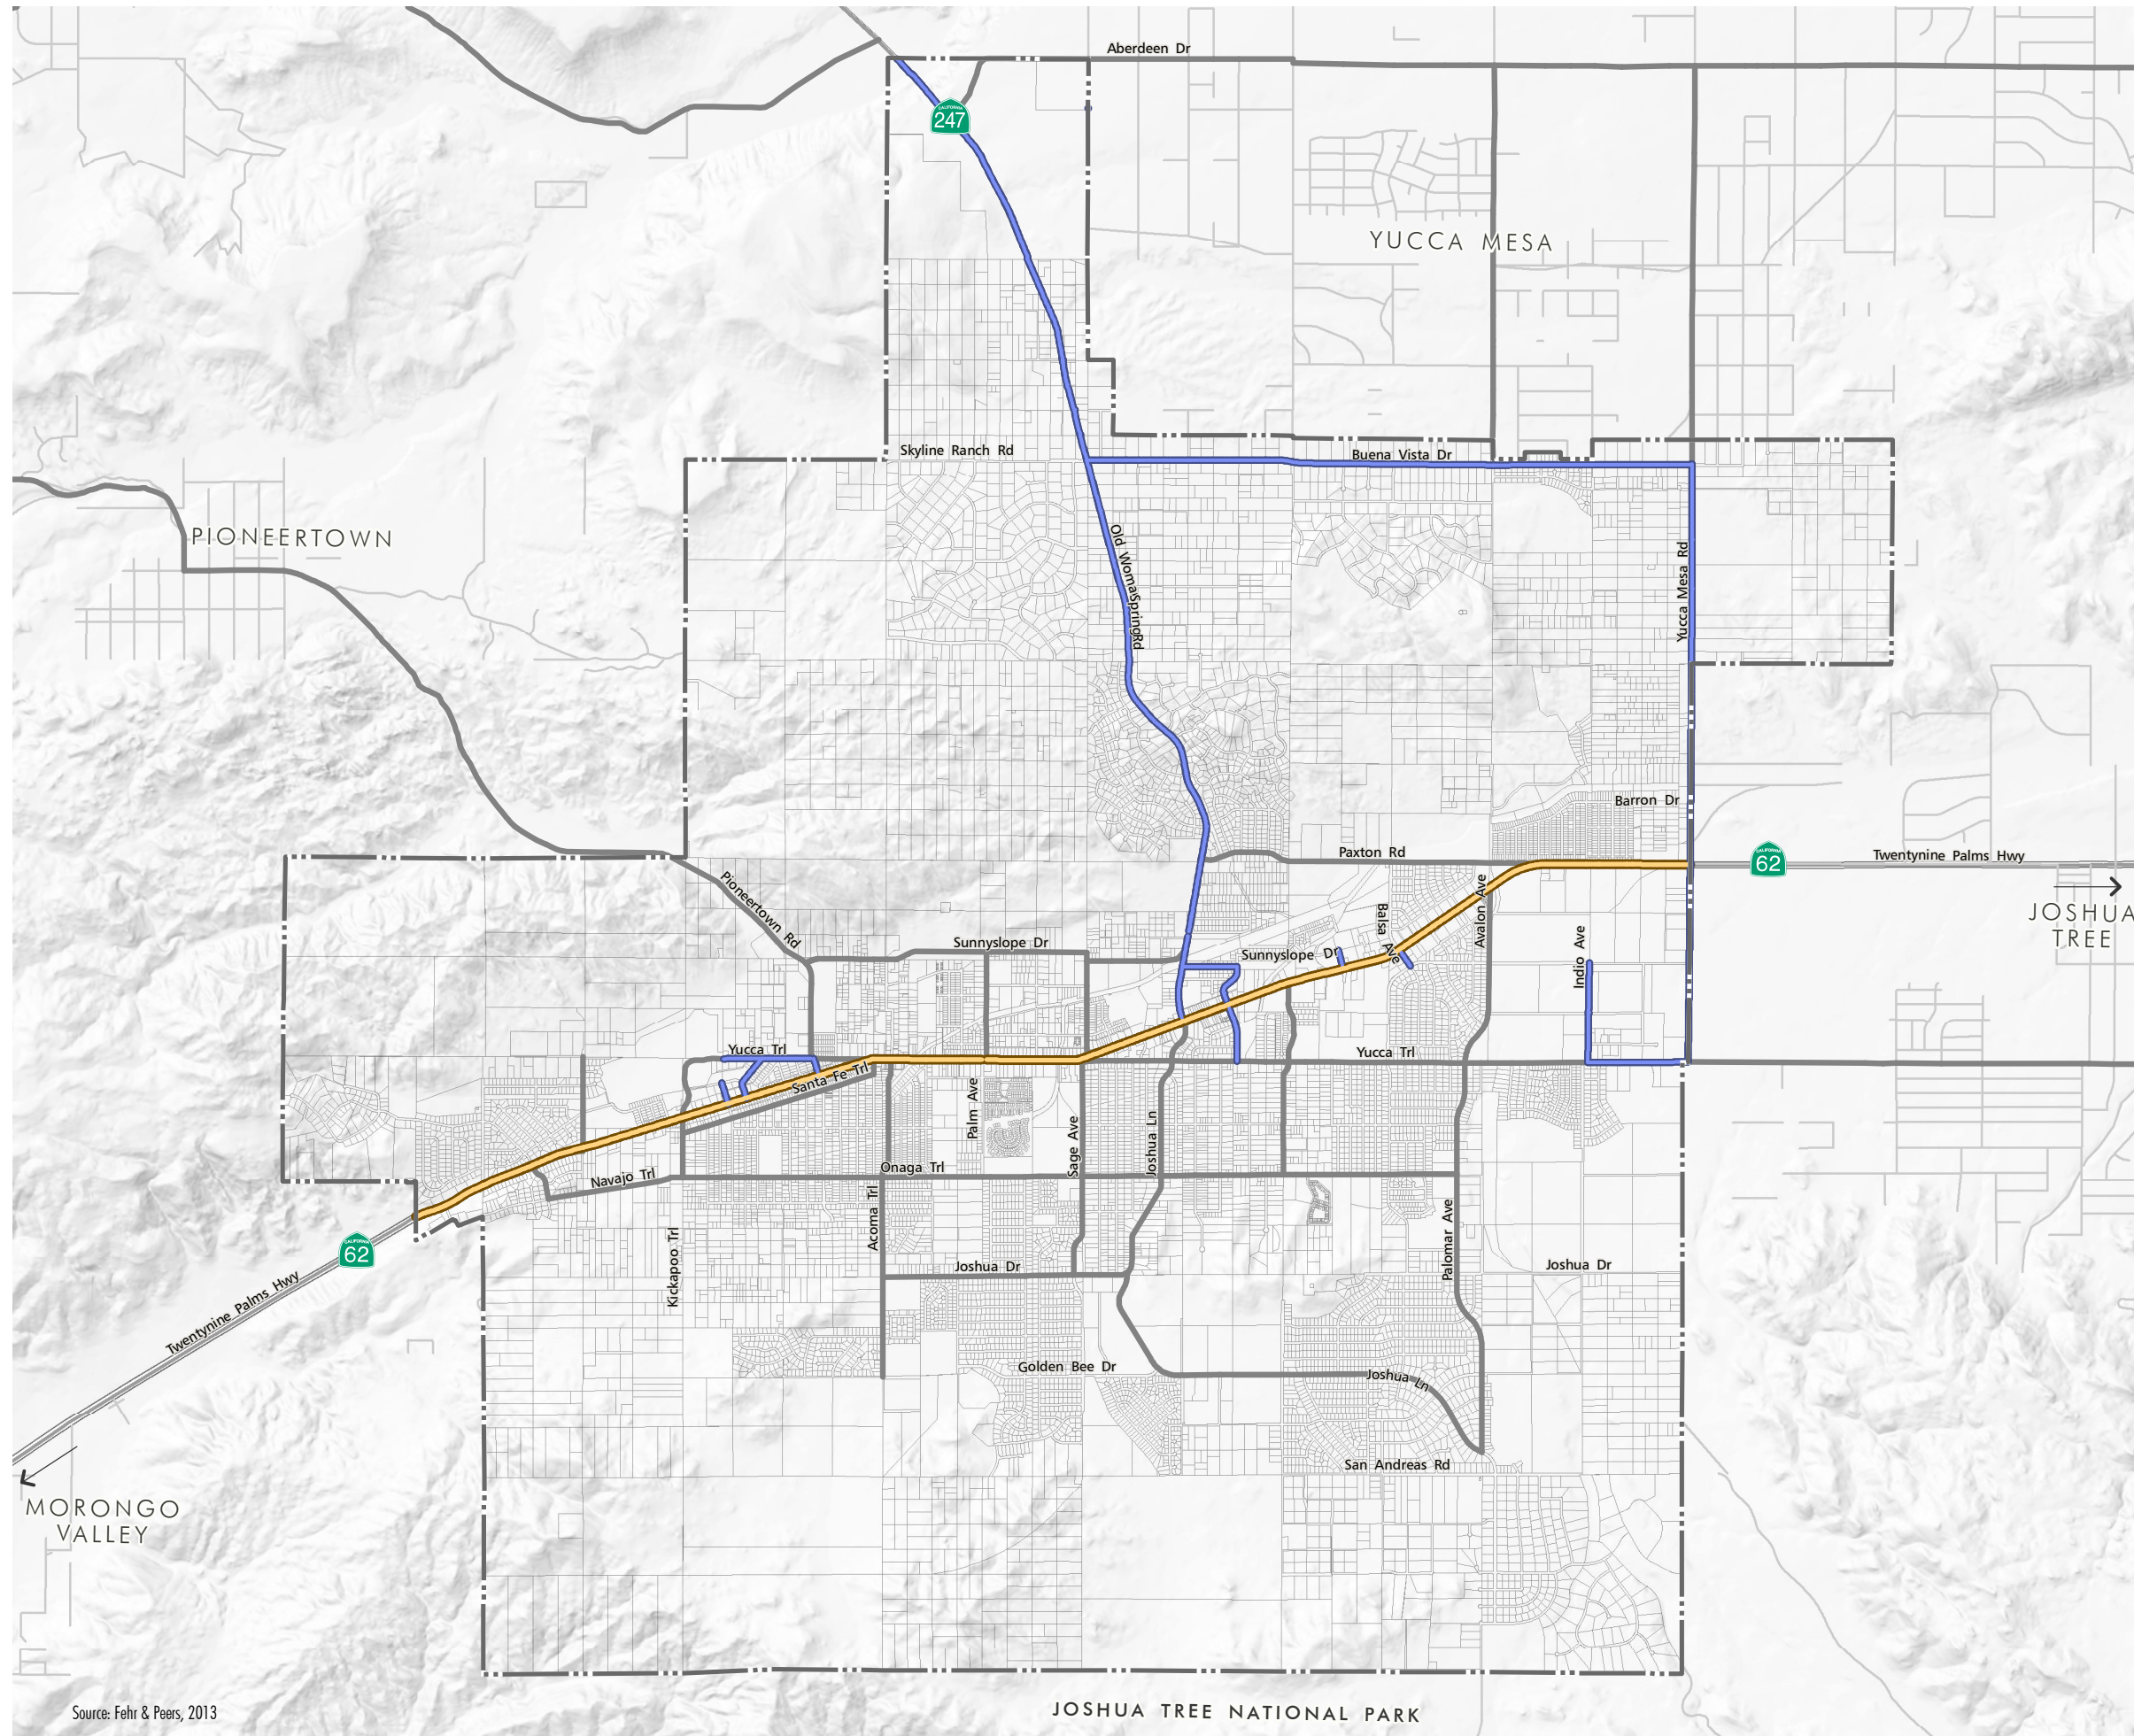 Aberdeen Dr
CALIFORNIA
247
YUCCA MESA
Skyline Ranch Rd
Buena Vista Dr
PIONEERTOWN
Old WomaSpringRd
Yucca Mesa Rd
Barron Dr
Paxton Rd
CALIFORNIA
62
Twentynine Palms Hwy
Pioneertown Rd
Balsa Ave
Avalon Ave
JOSHUA
TREE
Sunnyslope Dr
Sunnyslope Dr
Indio Ave
Yucca Trl
Yucca Trl
Santa Fe Trl
Palm Ave
Sage Ave
Joshua Ln
Navajo Trl
Onaga Trl
Kickapoo Trl
Acoma Trl
Palomar Ave
CALIFORNIA
62
Twentynine Palms Hwy
Joshua Dr
Joshua Dr
Golden Bee Dr
Joshua Ln
San Andreas Rd
MORONGO
VALLEY
Source: Fehr & Peers, 2013
JOSHUA TREE NATIONAL PARK